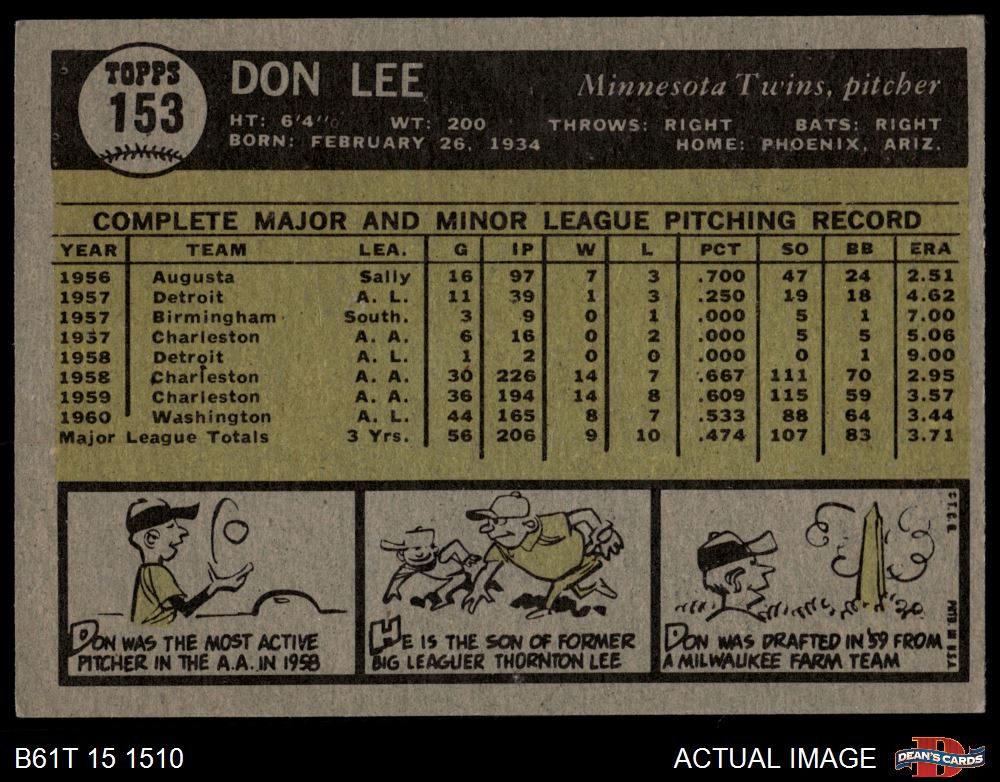 TOPPS
153
DON LEE
Minnesota Twins, pitcher
HT: 6'4" WT: 200 THROWS: RIGHT BATS: RIGHT
BORN: FEBRUARY 26, 1934 HOME: PHOENIX, ARIZ.
COMPLETE MAJOR AND MINOR LEAGUE PITCHING RECORD
YEAR TEAM LEA. G IP W L PCT SO BB ERA
1956 Augusta Sally 16 97 7 3 .700 47 24 2.51
1957 Detroit A. L. 11 39 1 3 .250 19 18 4.62
1957 Birmingham South. 3 9 0 1 .000 5 1 7.00
1957 Charleston A. A. 6 16 0 2 .000 5 5 5.06
1958 Detroit A. L. 1 2 0 0 .000 0 1 9.00
1958 Charleston A. A. 30 226 14 7 .667 111 70 2.95
1959 Charleston A. A. 36 194 14 8 .609 115 59 3.57
1960 Washington A. L. 44 165 8 7 .533 88 64 3.44
Major League Totals 3 Yrs. 56 206 9 10 .474 107 83 3.71
DON WAS THE MOST ACTIVE
PITCHER IN THE A.A. IN 1958
HE IS THE SON OF FORMER
BIG LEAGUER THORNTON LEE
DON WAS DRAFTED IN '59 FROM
A MILWAUKEE FARM TEAM
© T.C.G. PRTD. IN U.S.A.
B61T 15 1510
ACTUAL IMAGE
D
DEAN'S CARDS